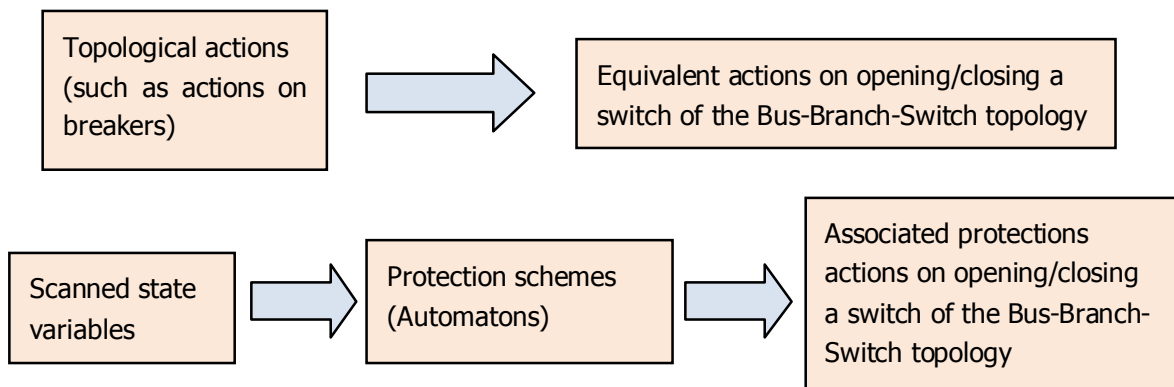 Topological actions
(such as actions on
breakers)
Equivalent actions on opening/closing a
switch of the Bus-Branch-Switch topology
Scanned state
variables
Protection schemes
(Automatons)
Associated protections
actions on opening/closing
a switch of the Bus-Branch-
Switch topology